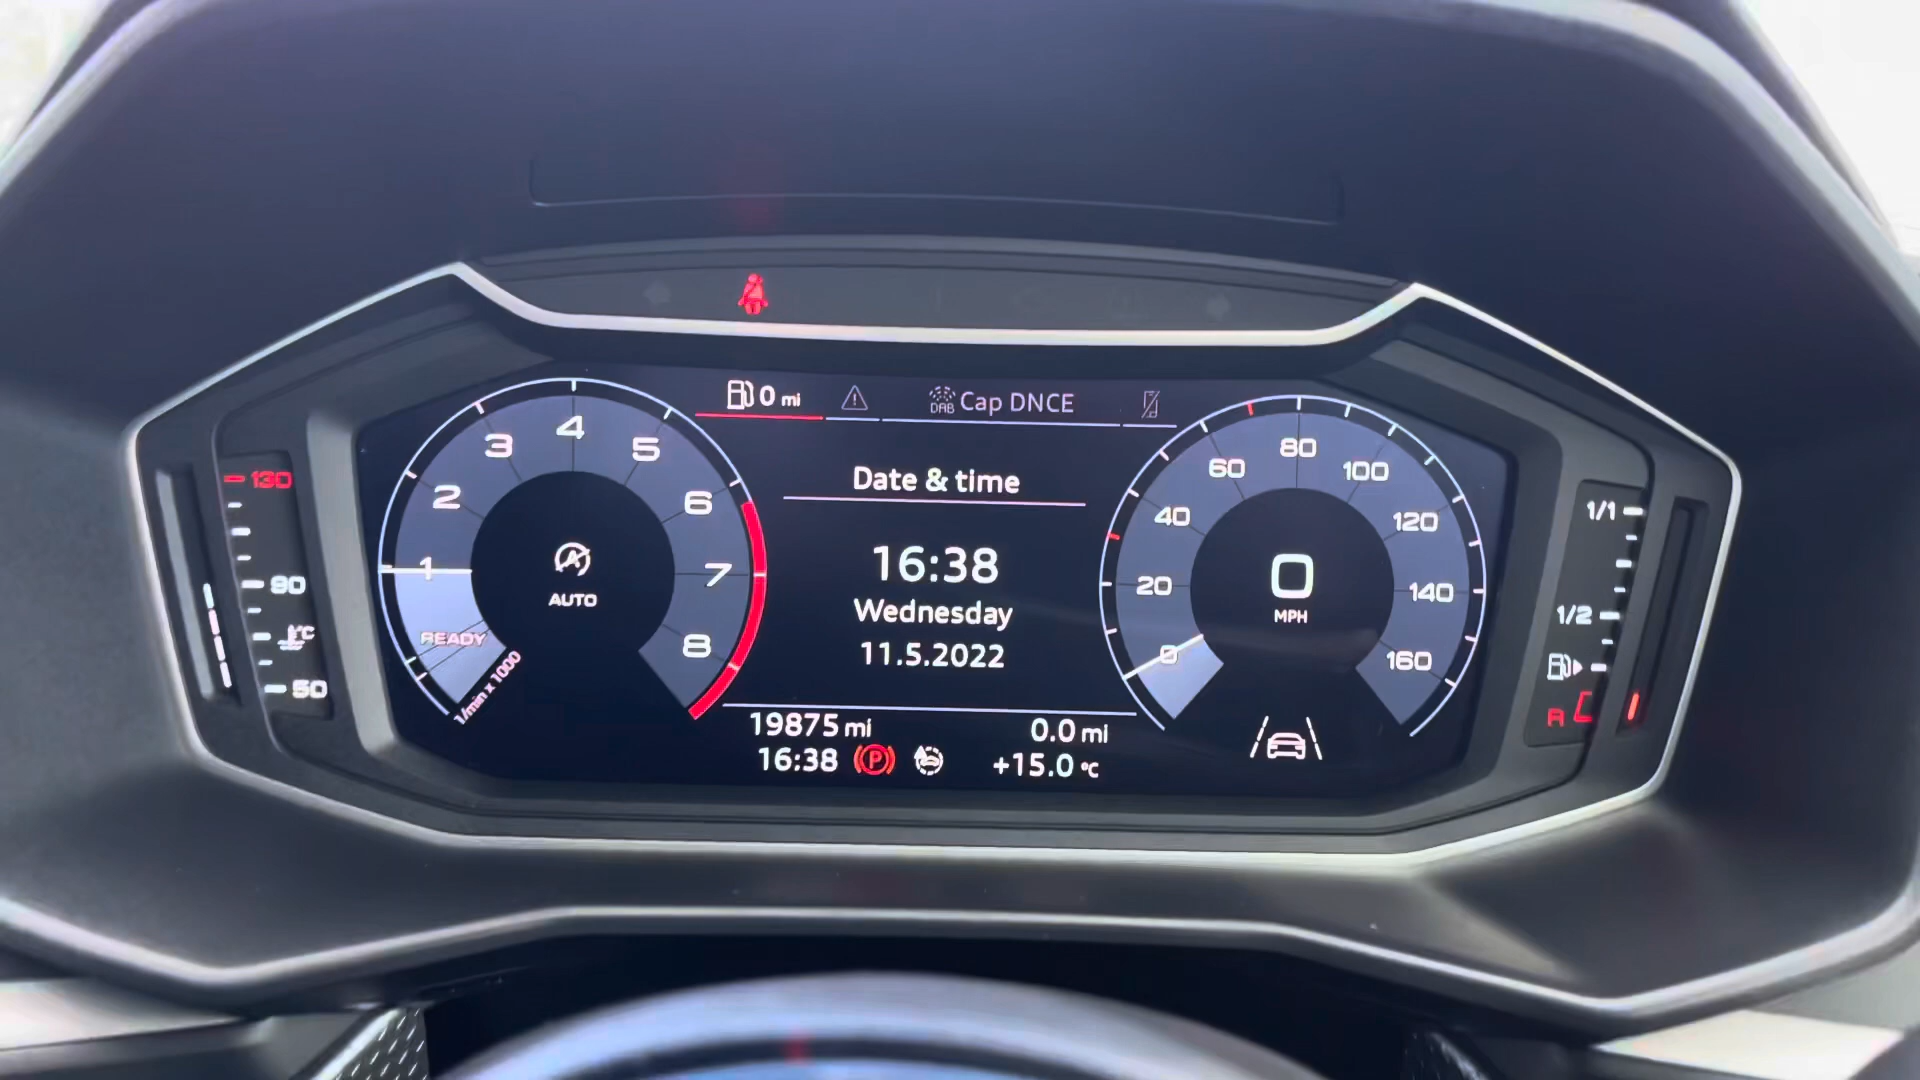 0 mi
DAB Cap DNCE
Date & time
16:38
Wednesday
11.5.2022
19875 mi
0.0 mi
16:38
P
+15.0 °C
1
2
3
4
5
6
7
8
READY
1/min x 1000
A
AUTO
0
20
40
60
80
100
120
140
160
0
MPH
130
90
°C
50
1/1
1/2
R